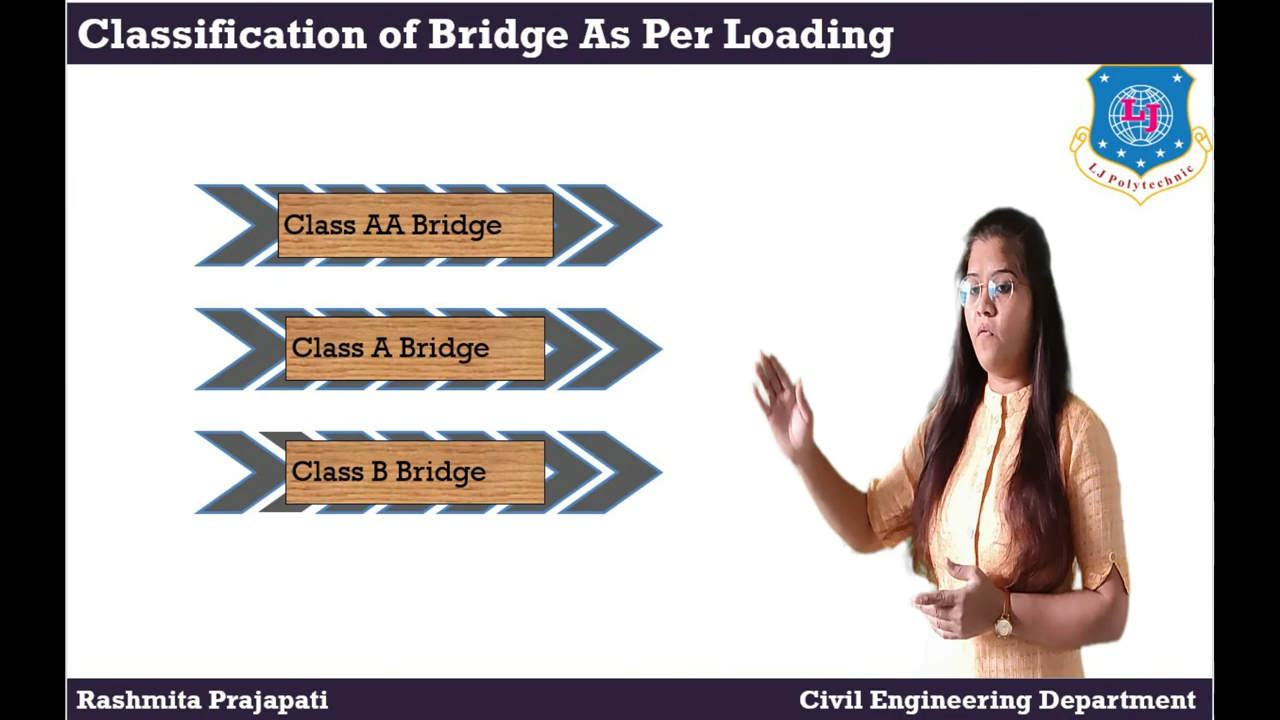 Classification of Bridge As Per Loading
LJ
LJ Polytechnic
Class AA Bridge
Class A Bridge
Class B Bridge
Rashmita Prajapati
Civil Engineering Department